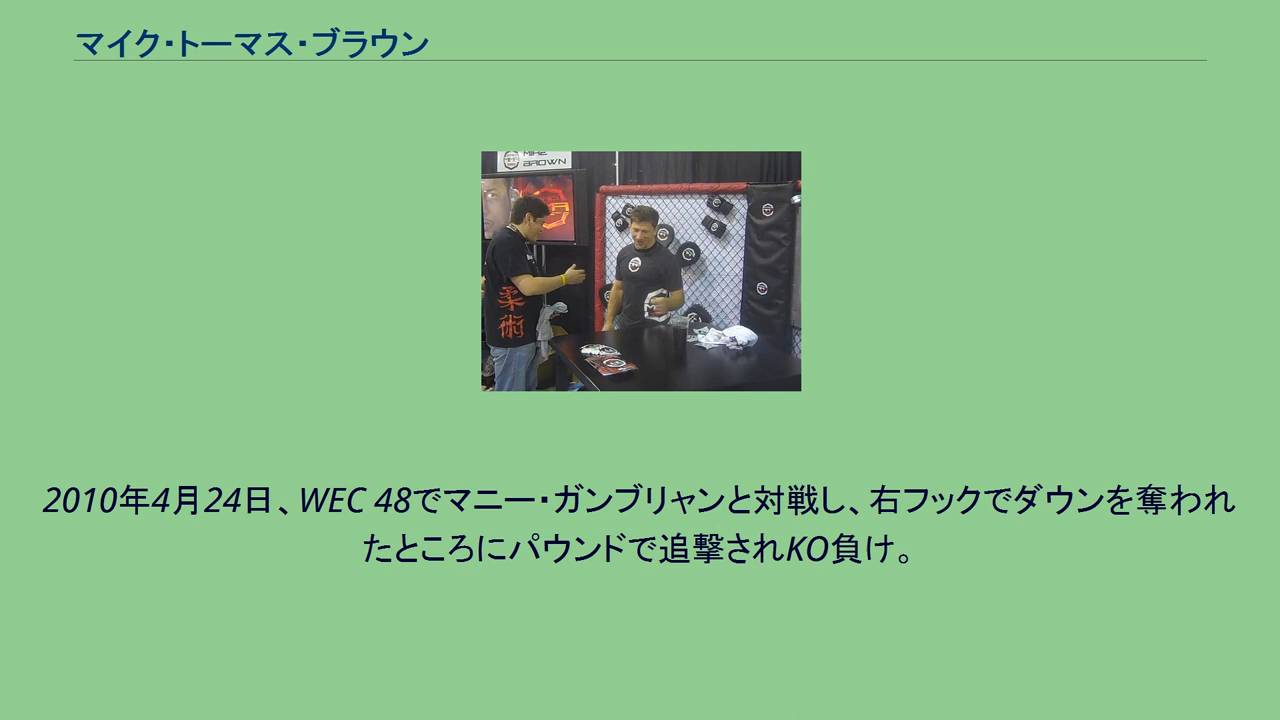 マイク・トーマス・ブラウン
MIKE
BROWN
柔
術
2010年4月24日、WEC 48でマニー・ガンブリャンと対戦し、右フックでダウンを奪われ
たところにパウンドで追撃されKO負け。